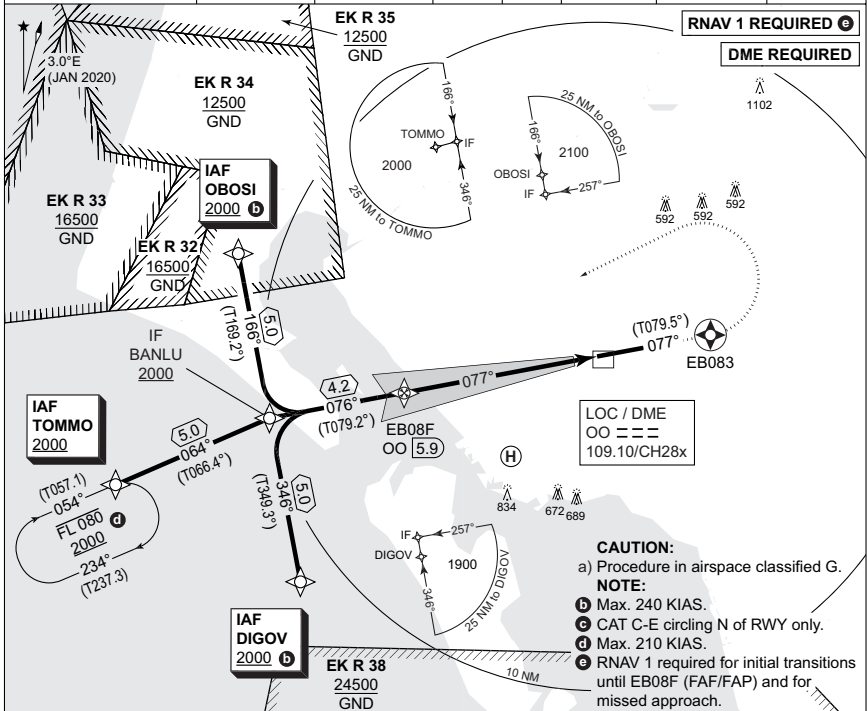 RNAV 1 REQUIRED e
DME REQUIRED
3.0°E
(JAN 2020)
EK R 35
12500
GND
EK R 34
12500
GND
EK R 33
16500
GND
EK R 32
16500
GND
IAF
OBOSI
2000 b
166°
TOMMO
IF
2000
346°
25 NM to TOMMO
25 NM to OBOSI
166°
2100
OBOSI
IF
257°
1102
592
592
592
5.0
166°
(T169.2°)
IF
BANLU
2000
IAF
TOMMO
2000
5.0
064°
(T066.4°)
4.2
076°
(T079.2°)
EB08F
OO 5.9
077°
(T079.5°)
077°
EB083
LOC / DME
OO
109.10/CH28x
(T057.1)
054°
FL 080 d
2000
234°
(T237.3)
5.0
346°
(T349.3°)
H
834
672
689
IF
257°
DIGOV
1900
346°
25 NM to DIGOV
IAF
DIGOV
2000 b
EK R 38
24500
GND
10 NM
CAUTION:
a) Procedure in airspace classified G.
NOTE:
b Max. 240 KIAS.
c CAT C-E circling N of RWY only.
d Max. 210 KIAS.
e RNAV 1 required for initial transitions
until EB08F (FAF/FAP) and for
missed approach.